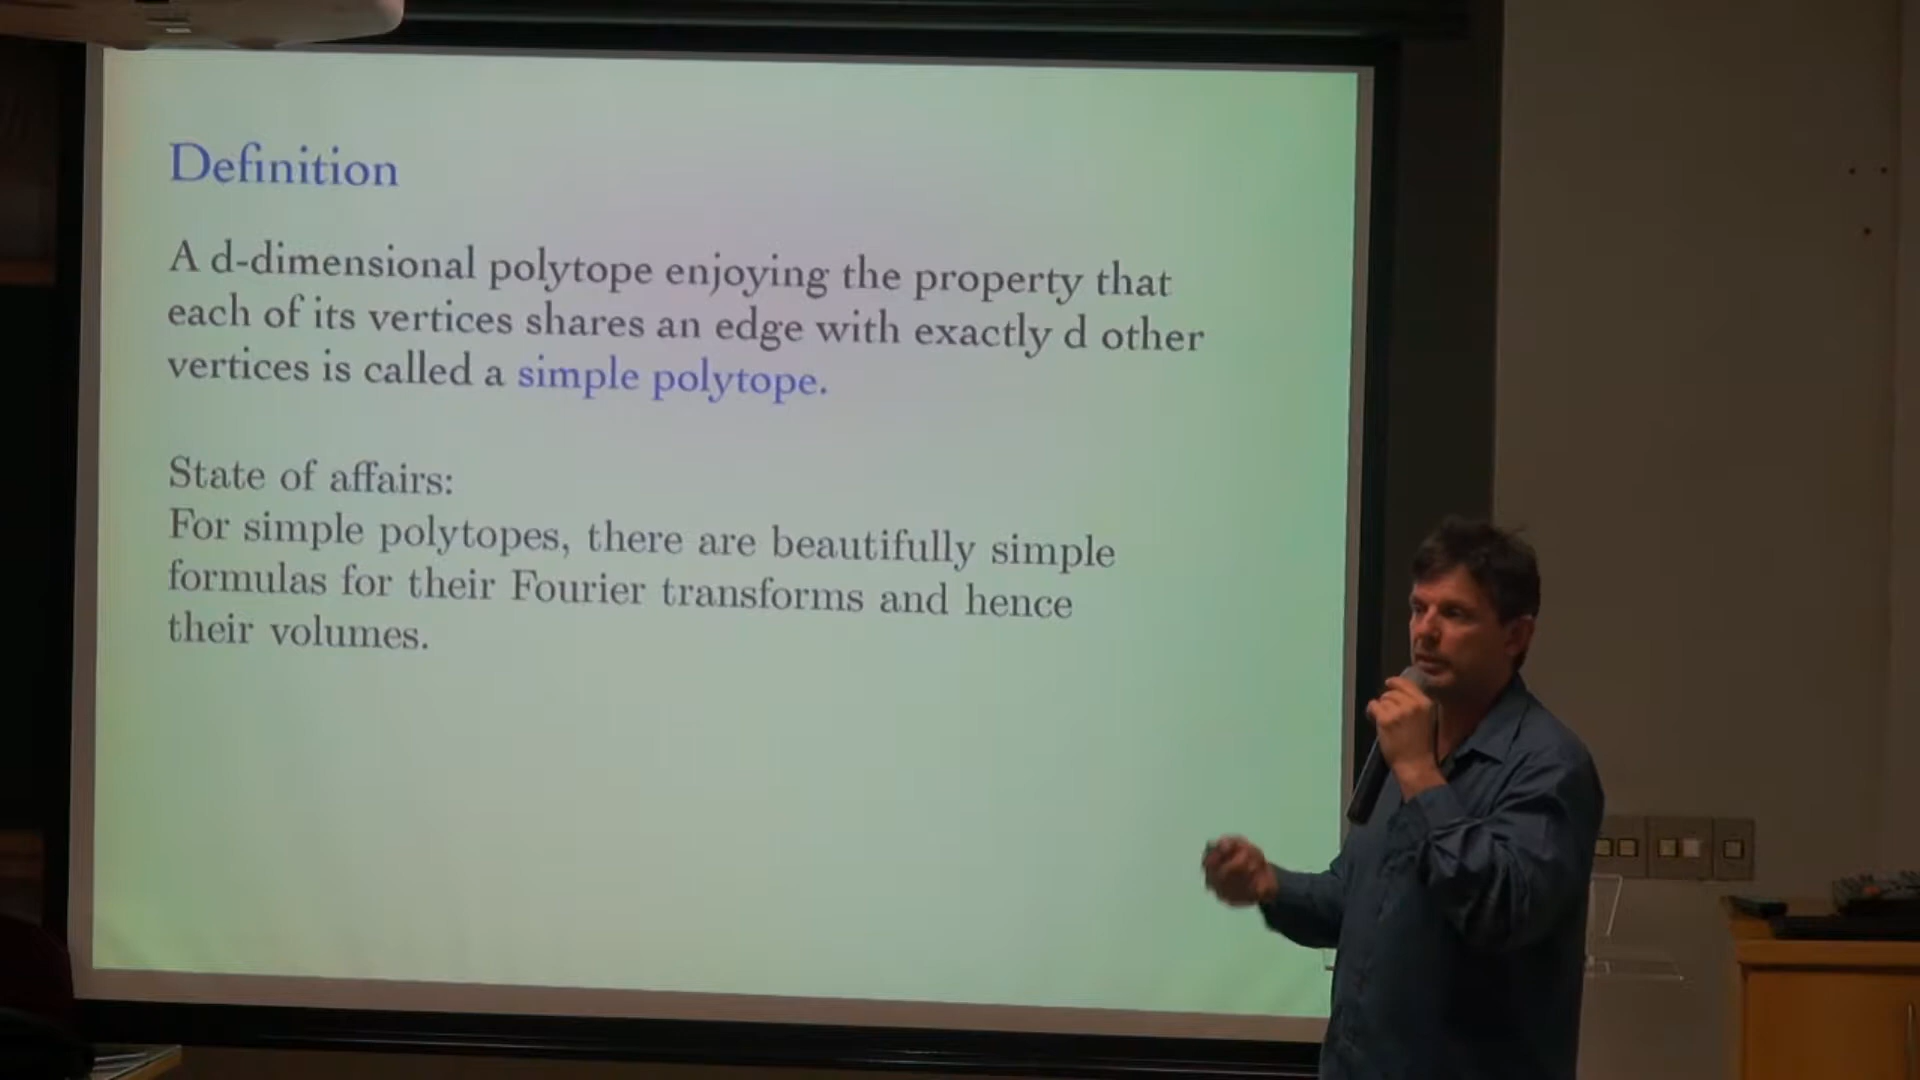 Definition
A d-dimensional polytope enjoying the property that
each of its vertices shares an edge with exactly d other
vertices is called a simple polytope.
State of affairs:
For simple polytopes, there are beautifully simple
formulas for their Fourier transforms and hence
their volumes.